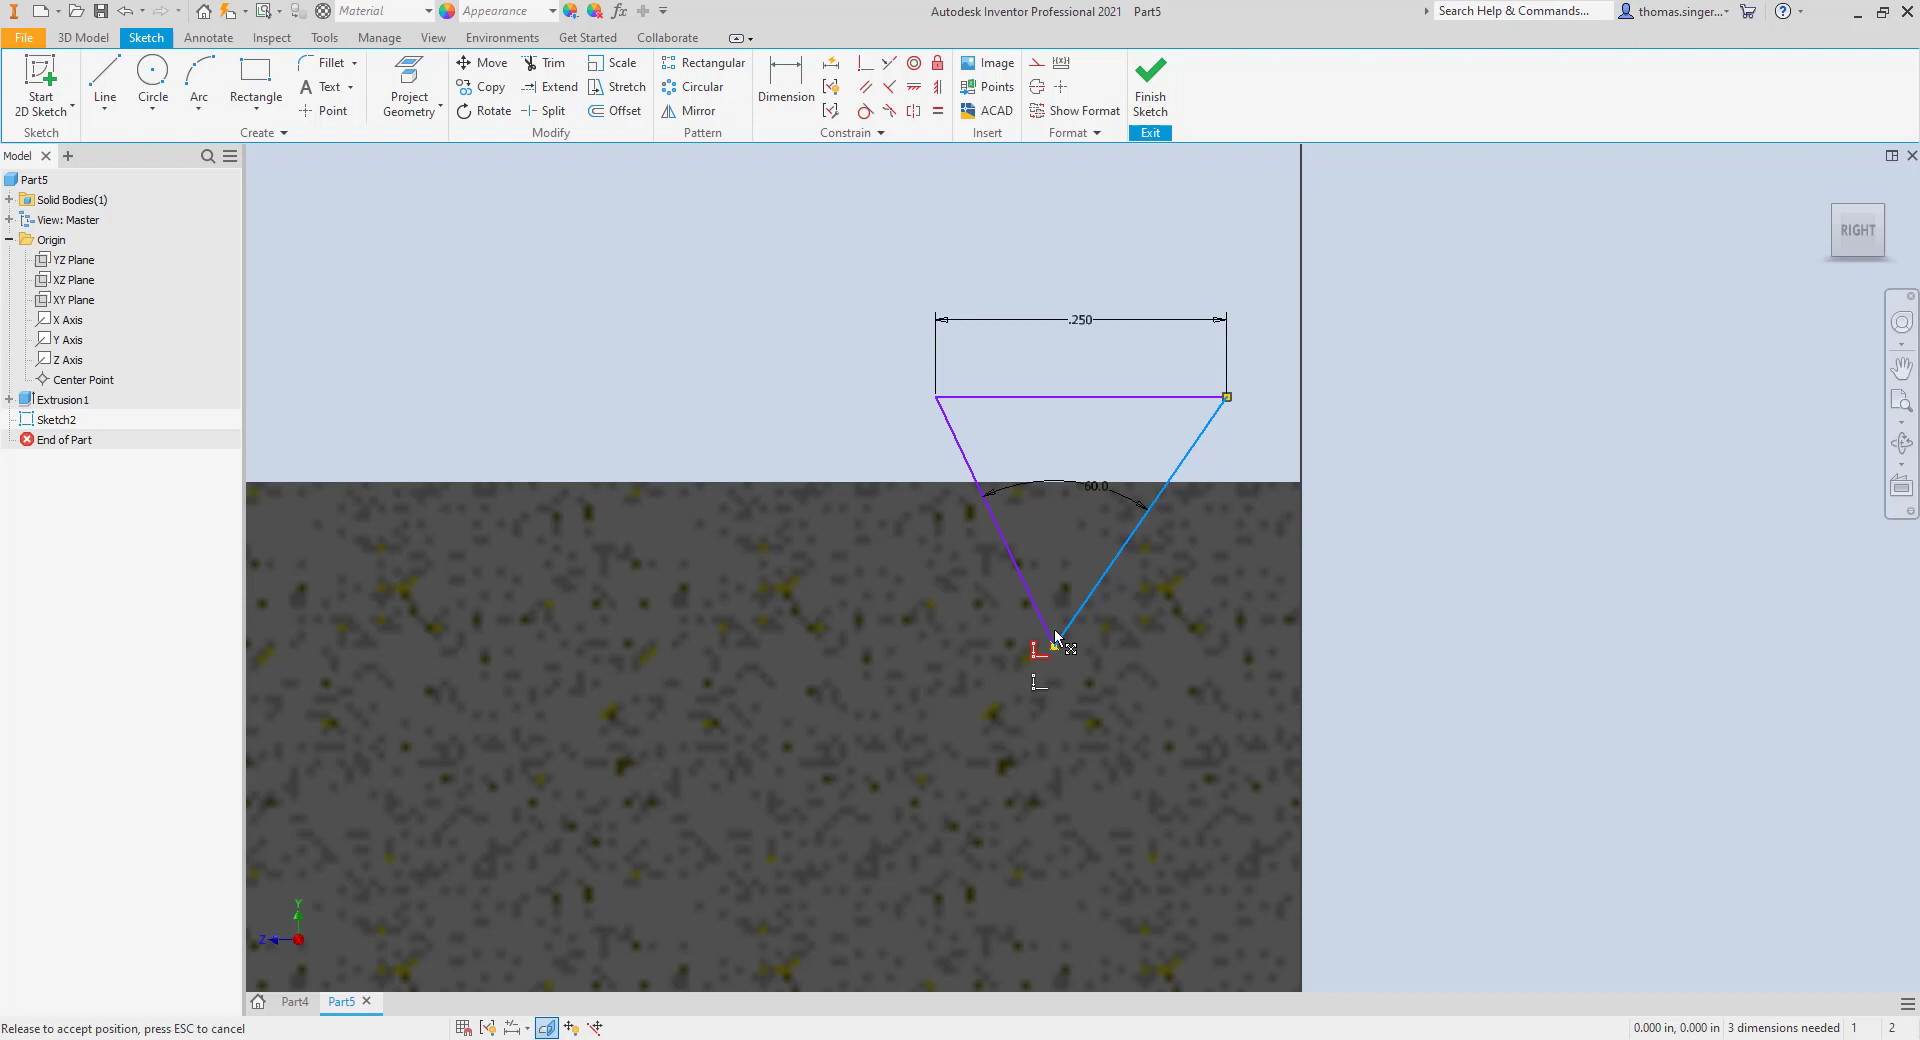 Material Appearance fx Autodesk Inventor Professional 2021 Part5 Search Help & Commands... thomas.singer...
File 3D Model Sketch Annotate Inspect Tools Manage View Environments Get Started Collaborate
Start 2D Sketch
Line
Circle
Arc
Rectangle
Fillet
Text
Point
Project Geometry
Move
Copy
Rotate
Trim
Extend
Split
Scale
Stretch
Offset
Rectangular
Circular
Mirror
Dimension
Image
Points
ACAD
Show Format
Finish Sketch
Sketch Create Modify Pattern Constrain Insert Format Exit
Model
Part5
Solid Bodies(1)
View: Master
Origin
YZ Plane
XZ Plane
XY Plane
X Axis
Y Axis
Z Axis
Center Point
Extrusion1
Sketch2
End of Part
RIGHT
.250
60.0
Y
Z
Part4 Part5
Release to accept position, press ESC to cancel 0.000 in, 0.000 in 3 dimensions needed 1 2